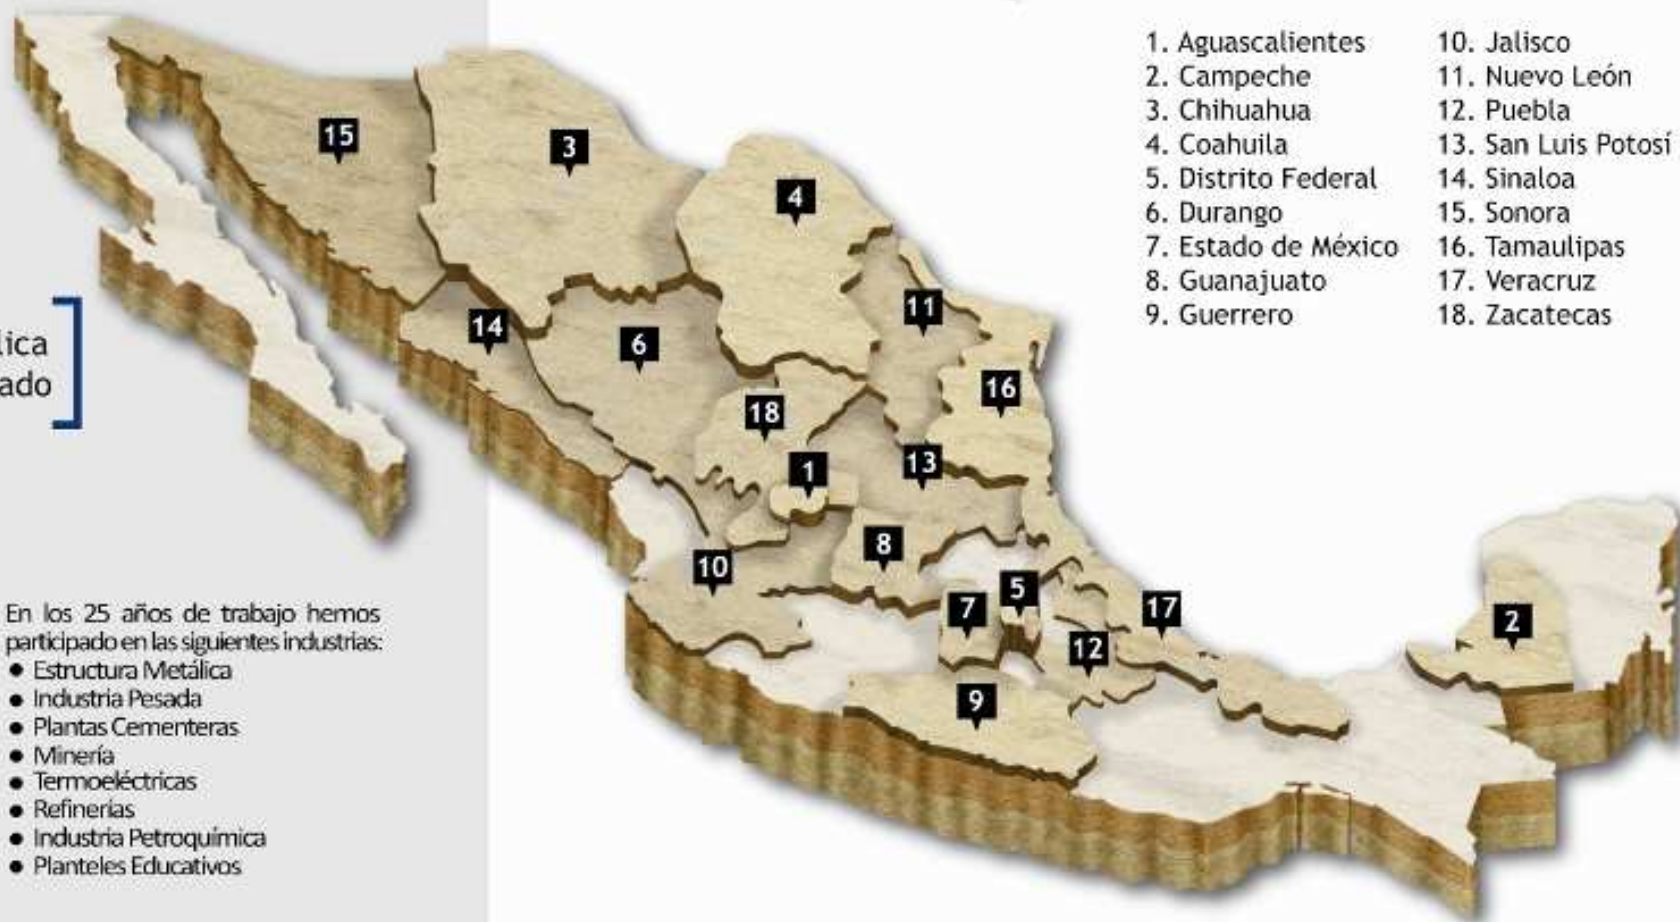 1. Aguascalientes
2. Campeche
3. Chihuahua
4. Coahuila
5. Distrito Federal
6. Durango
7. Estado de México
8. Guanajuato
9. Guerrero
10. Jalisco
11. Nuevo León
12. Puebla
13. San Luis Potosí
14. Sinaloa
15. Sonora
16. Tamaulipas
17. Veracruz
18. Zacatecas
15
3
4
11
14
6
16
18
1
13
8
10
5
7
17
2
12
9
lica
ado
En los 25 años de trabajo hemos
participado en las siguientes industrias:
• Estructura Metálica
• Industria Pesada
• Plantas Cementeras
• Minería
• Termoeléctricas
• Refinerias
• Industria Petroquímica
• Planteles Educativos